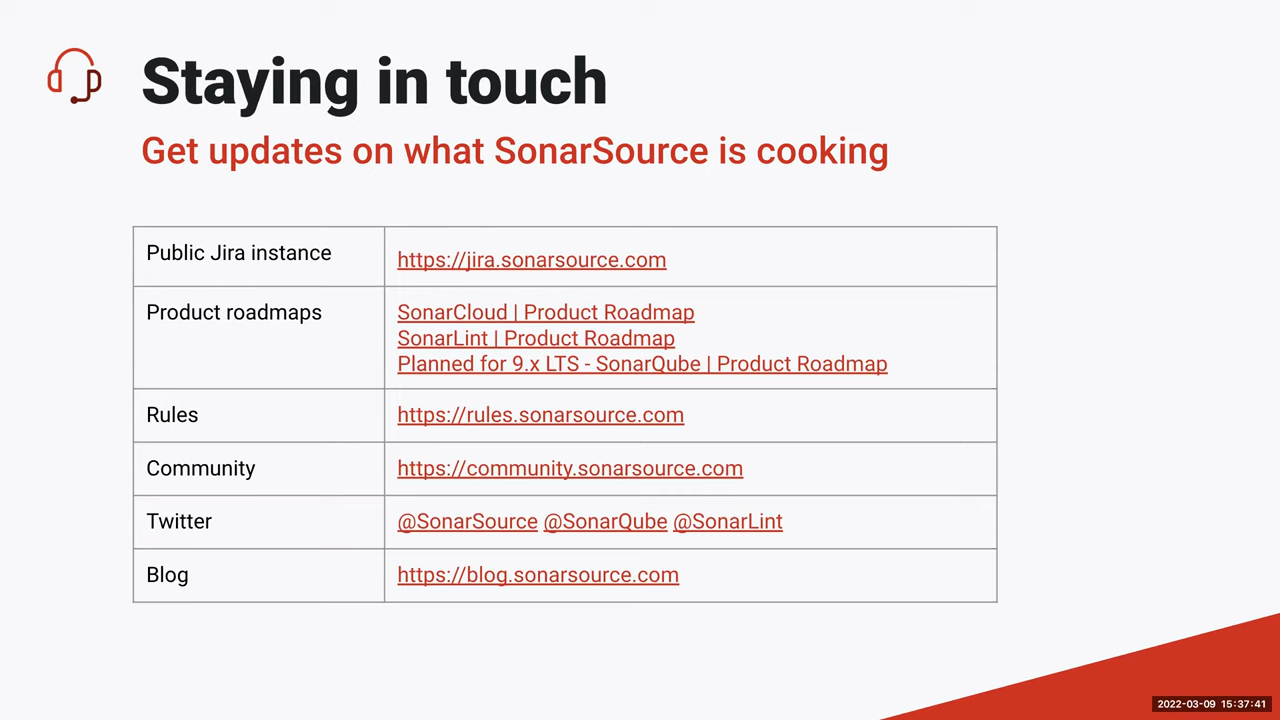 Staying in touch
Get updates on what SonarSource is cooking
Public Jira instance
https://jira.sonarsource.com
Product roadmaps
SonarCloud | Product Roadmap
SonarLint | Product Roadmap
Planned for 9.x LTS - SonarQube | Product Roadmap
Rules
https://rules.sonarsource.com
Community
https://community.sonarsource.com
Twitter
@SonarSource @SonarQube @SonarLint
Blog
https://blog.sonarsource.com
2022-03-09 15:37:41